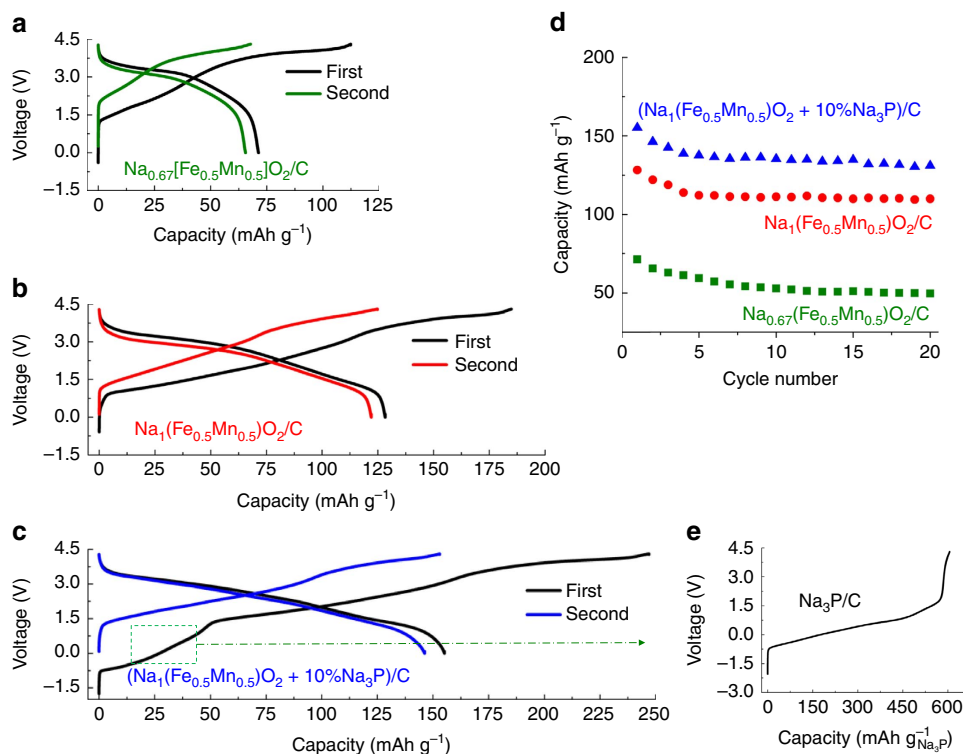 a
4.5
3.0
1.5
0.0
−1.5
Voltage (V)
First
Second
Na0.67[Fe0.5Mn0.5]O2/C
0 25 50 75 100 125
Capacity (mAh g–1)
b
4.5
3.0
1.5
0.0
−1.5
Voltage (V)
First
Second
Na1(Fe0.5Mn0.5)O2/C
0 25 50 75 100 125 150 175 200
Capacity (mAh g–1)
c
4.5
3.0
1.5
0.0
−1.5
Voltage (V)
First
Second
(Na1(Fe0.5Mn0.5)O2 + 10%Na3P)/C
0 25 50 75 100 125 150 175 200 225 250
Capacity (mAh g–1)
d
200
150
100
50
Capacity (mAh g–1)
(Na1(Fe0.5Mn0.5)O2 + 10%Na3P)/C
Na1(Fe0.5Mn0.5)O2/C
Na0.67(Fe0.5Mn0.5)O2/C
0 5 10 15 20
Cycle number
e
4.5
3.0
1.5
0.0
−1.5
−3.0
Voltage (V)
Na3P/C
0 150 300 450 600
Capacity (mAh g–1Na3P)